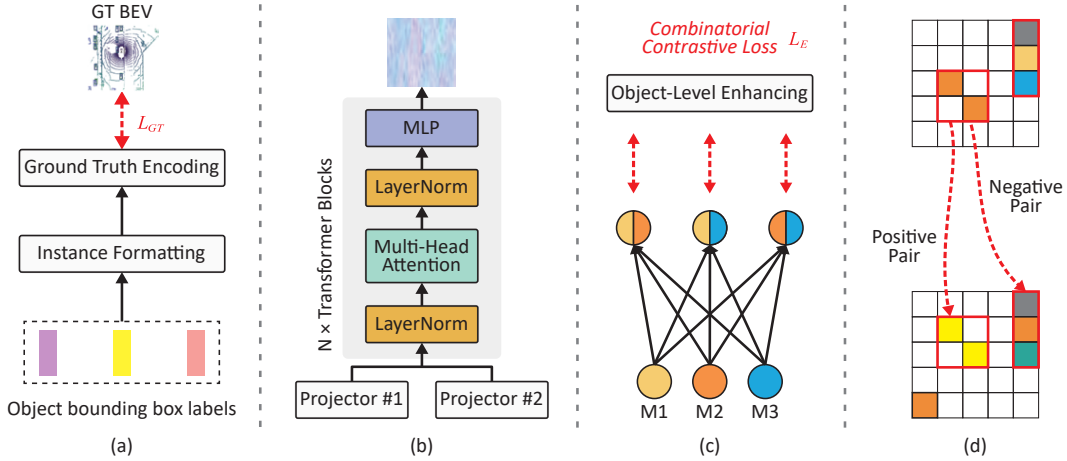 GT BEV
L_GT
Ground Truth Encoding
Instance Formatting
Object bounding box labels
(a)
N × Transformer Blocks
MLP
LayerNorm
Multi-Head
Attention
LayerNorm
Projector #1
Projector #2
(b)
Combinatorial
Contrastive Loss L_E
Object-Level Enhancing
M1
M2
M3
(c)
Negative
Pair
Positive
Pair
(d)